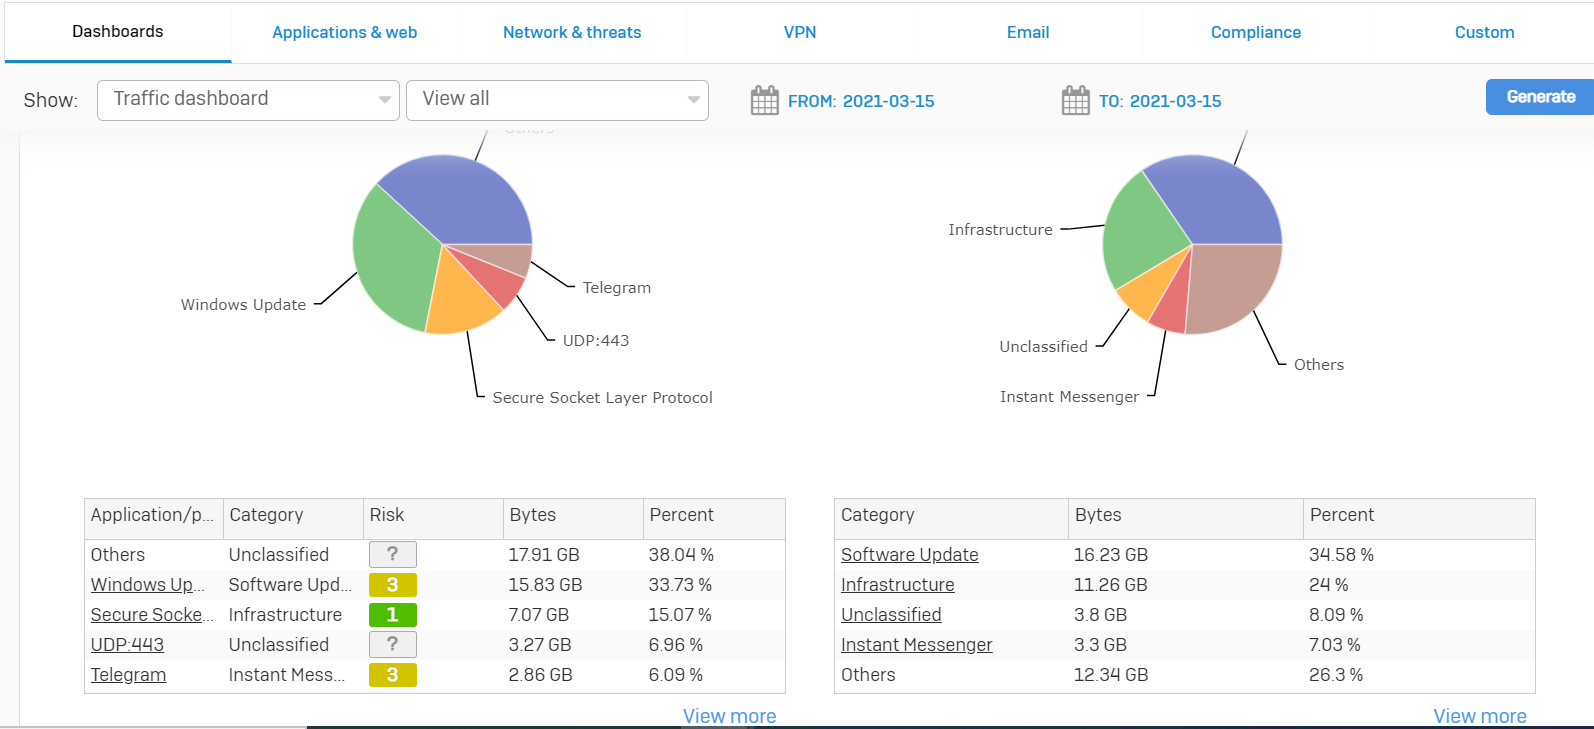 Dashboards Applications & web Network & threats VPN Email Compliance Custom
Show: Traffic dashboard View all FROM: 2021-03-15 TO: 2021-03-15 Generate
Others
Windows Update
Telegram
UDP:443
Secure Socket Layer Protocol
Infrastructure
Unclassified
Instant Messenger
Others
Application/p... Category Risk Bytes Percent
Others Unclassified ? 17.91 GB 38.04 %
Windows Up... Software Upd... 3 15.83 GB 33.73 %
Secure Socke... Infrastructure 1 7.07 GB 15.07 %
UDP:443 Unclassified ? 3.27 GB 6.96 %
Telegram Instant Mess... 3 2.86 GB 6.09 %
View more
Category Bytes Percent
Software Update 16.23 GB 34.58 %
Infrastructure 11.26 GB 24 %
Unclassified 3.8 GB 8.09 %
Instant Messenger 3.3 GB 7.03 %
Others 12.34 GB 26.3 %
View more